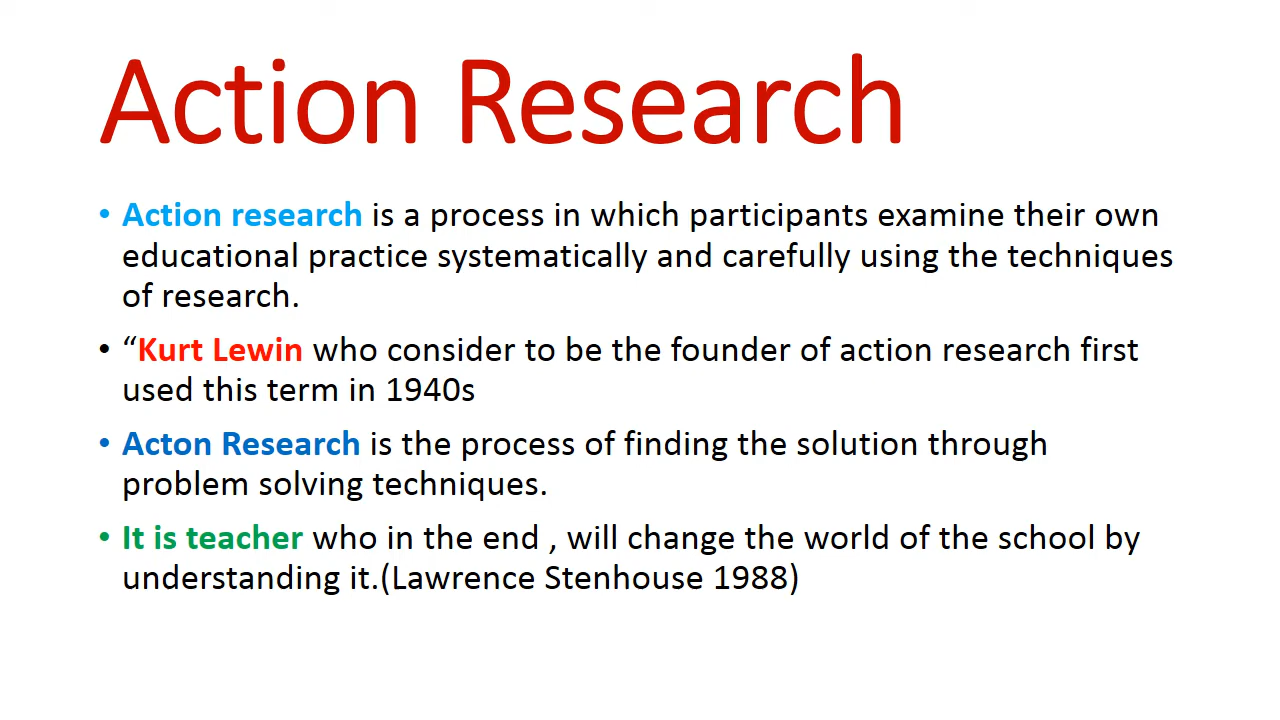 Action Research
• Action research is a process in which participants examine their own
educational practice systematically and carefully using the techniques
of research.
• “Kurt Lewin who consider to be the founder of action research first
used this term in 1940s
• Acton Research is the process of finding the solution through
problem solving techniques.
• It is teacher who in the end , will change the world of the school by
understanding it.(Lawrence Stenhouse 1988)